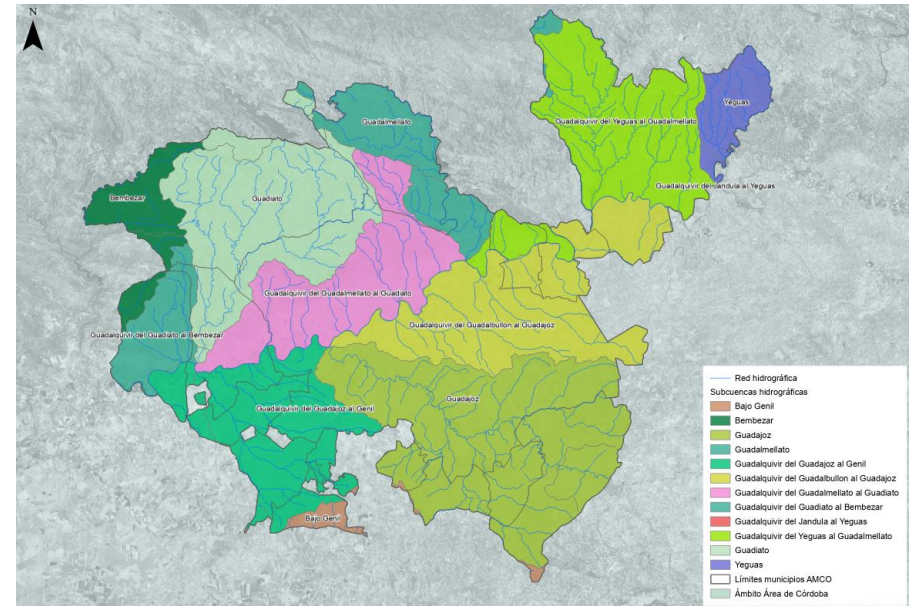 N
Guadalmellato
Yeguas
Guadalquivir del Yeguas al Guadalmellato
Guadalquivir del Jandula al Yeguas
Bembezar
Guadiato
Guadalquivir del Guadalmellato al Guadiato
Guadalquivir del Guadalbullon al Guadajoz
Guadalquivir del Guadiato al Bembezar
Guadajoz
Guadalquivir del Guadajoz al Genil
Bajo Genil
Red hidrográfica
Subcuencas hidrográficas
Bajo Genil
Bembezar
Guadajoz
Guadalmellato
Guadalquivir del Guadajoz al Genil
Guadalquivir del Guadalbullon al Guadajoz
Guadalquivir del Guadalmellato al Guadiato
Guadalquivir del Guadiato al Bembezar
Guadalquivir del Jandula al Yeguas
Guadalquivir del Yeguas al Guadalmellato
Guadiato
Yeguas
Límites municipios AMCO
Ámbito Área de Córdoba